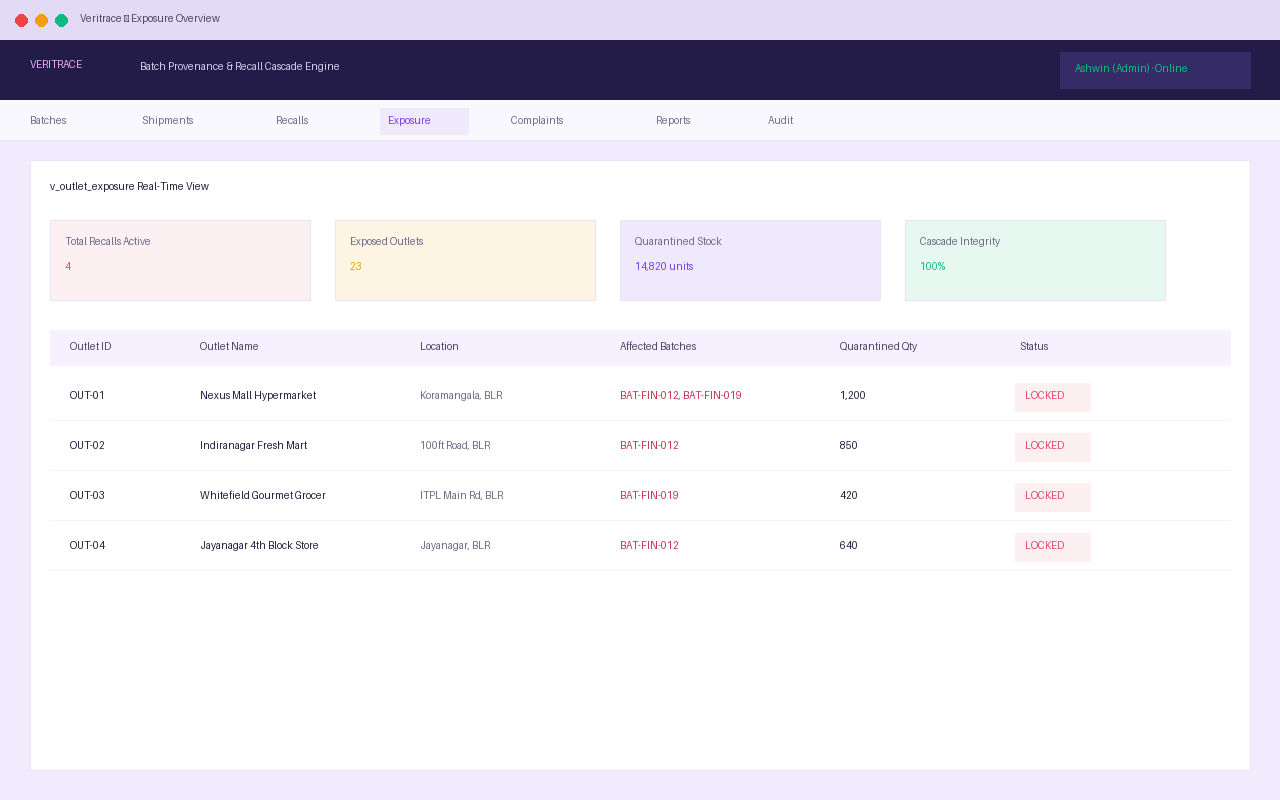 Veritrace ▯ Exposure Overview
VERITRACE
Batch Provenance & Recall Cascade Engine
Ashwin (Admin) · Online
Batches Shipments Recalls Exposure Complaints Reports Audit
v_outlet_exposure Real-Time View
Total Recalls Active Exposed Outlets Quarantined Stock Cascade Integrity
4 23 14,820 units 100%
Outlet ID Outlet Name Location Affected Batches Quarantined Qty Status
OUT-01 Nexus Mall Hypermarket Koramangala, BLR BAT-FIN-012, BAT-FIN-019 1,200 LOCKED
OUT-02 Indiranagar Fresh Mart 100ft Road, BLR BAT-FIN-012 850 LOCKED
OUT-03 Whitefield Gourmet Grocer ITPL Main Rd, BLR BAT-FIN-019 420 LOCKED
OUT-04 Jayanagar 4th Block Store Jayanagar, BLR BAT-FIN-012 640 LOCKED